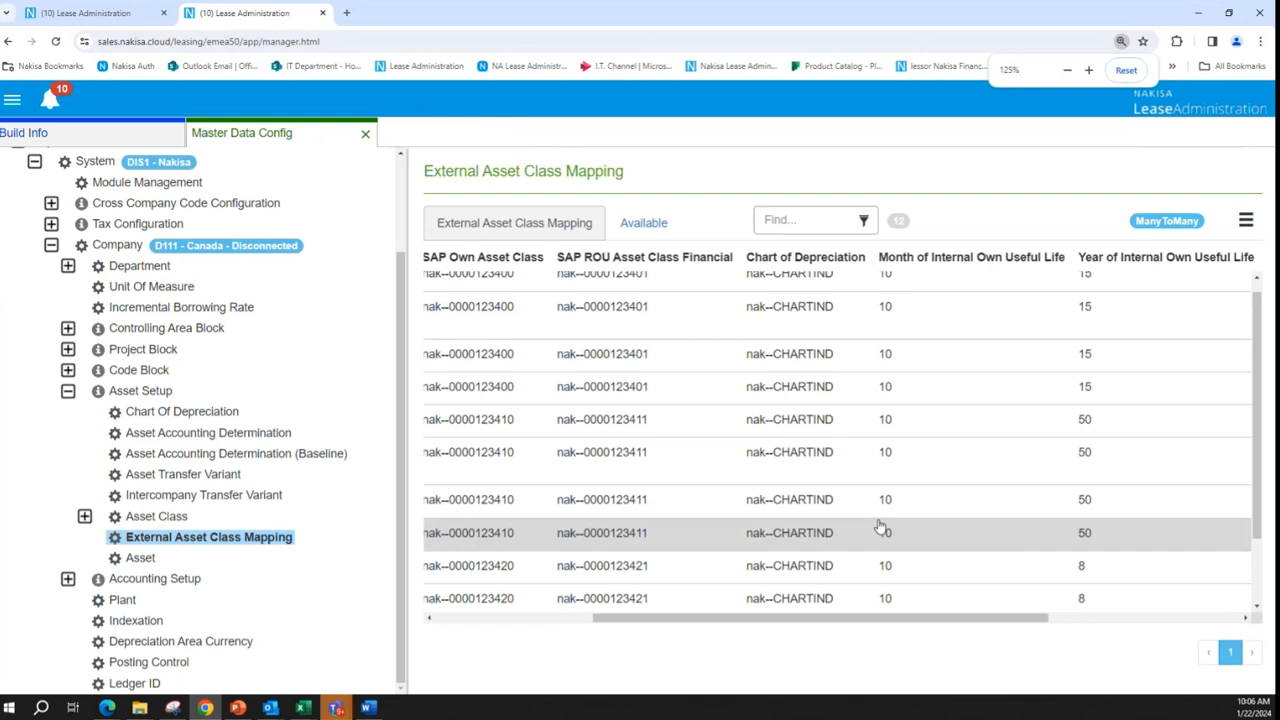 (10) Lease Administration
(10) Lease Administration
sales.nakisa.cloud/leasing/emea50/app/manager.html
Nakisa Bookmarks
Nakisa Auth
Outlook Email | Offi...
IT Department - Ho...
Lease Administration
NA Lease Administr...
I.T. Channel | Micros...
Nakisa Lease Admin...
Product Catalog - Pl...
lessor Nakisa Financ...
All Bookmarks
125%
Reset
10
NAKISA
LeaseAdministration
Build Info
Master Data Config
System DIS1 - Nakisa
Module Management
Cross Company Code Configuration
Tax Configuration
Company D111 - Canada - Disconnected
Department
Unit Of Measure
Incremental Borrowing Rate
Controlling Area Block
Project Block
Code Block
Asset Setup
Chart Of Depreciation
Asset Accounting Determination
Asset Accounting Determination (Baseline)
Asset Transfer Variant
Intercompany Transfer Variant
Asset Class
External Asset Class Mapping
Asset
Accounting Setup
Plant
Indexation
Depreciation Area Currency
Posting Control
Ledger ID
External Asset Class Mapping
External Asset Class Mapping Available Find... 12 ManyToMany
SAP Own Asset Class SAP ROU Asset Class Financial Chart of Depreciation Month of Internal Own Useful Life Year of Internal Own Useful Life
nak--0000123400 nak--0000123401 nak--CHARTIND 10 15
nak--0000123400 nak--0000123401 nak--CHARTIND 10 15
nak--0000123400 nak--0000123401 nak--CHARTIND 10 15
nak--0000123400 nak--0000123401 nak--CHARTIND 10 15
nak--0000123410 nak--0000123411 nak--CHARTIND 10 50
nak--0000123410 nak--0000123411 nak--CHARTIND 10 50
nak--0000123410 nak--0000123411 nak--CHARTIND 10 50
nak--0000123410 nak--0000123411 nak--CHARTIND 0 50
nak--0000123420 nak--0000123421 nak--CHARTIND 10 8
nak--0000123420 nak--0000123421 nak--CHARTIND 10 8
1
10:06 AM
1/22/2024